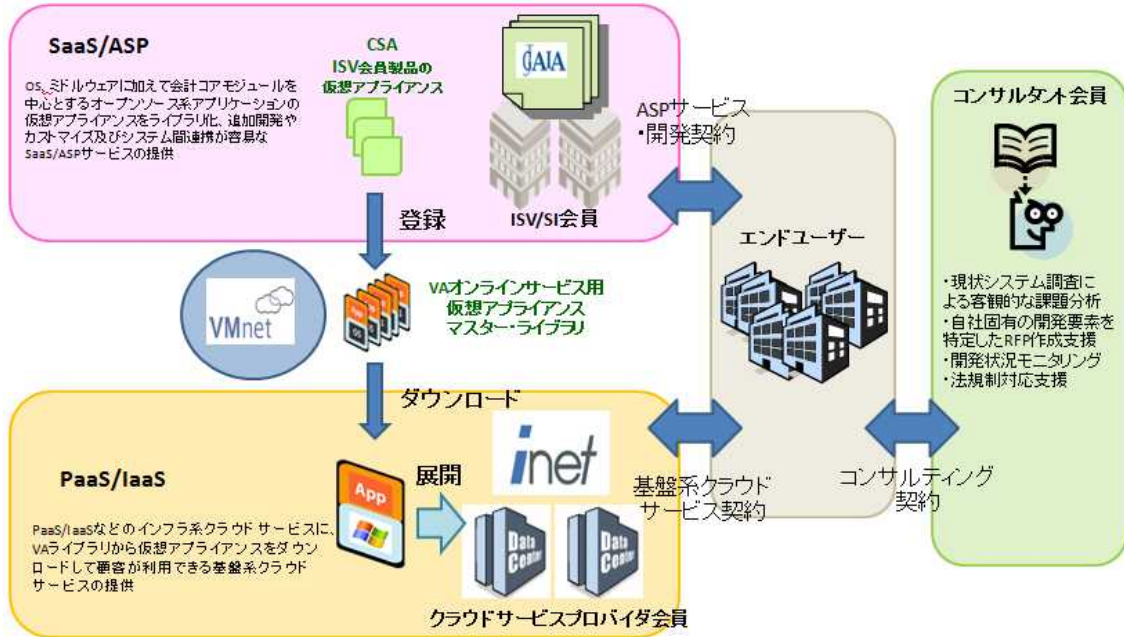 SaaS/ASP
OS、ミドルウェアに加えて会計コアモジュールを
中心とするオープンソース系アプリケーションの
仮想アプライアンスをライブラリ化、追加開発や
カストマイズ及びシステム間連携が容易な
SaaS/ASPサービスの提供
CSA
ISV会員製品の
仮想アプライアンス
GAIA
ISV/SI会員
ASPサービス
・開発契約
登録
VMnet
App
OS
VAオンラインサービス用
仮想アプライアンス
マスター・ライブラリ
ダウンロード
エンドユーザー
コンサルタント会員
・現状システム調査に
よる客観的な課題分析
・自社固有の開発要素を
特定したRFP作成支援
・開発状況モニタリング
・法規制対応支援
PaaS/IaaS
PaaS/IaaSなどのインフラ系クラウド サービスに、
VAライブラリから仮想アプライアンスをダウン
ロードして顧客が利用できる基盤系クラウド
サービスの提供
App
展開
inet
Data
Center
Data
Center
クラウドサービスプロバイダ会員
基盤系クラウド
サービス契約
コンサルティング
契約